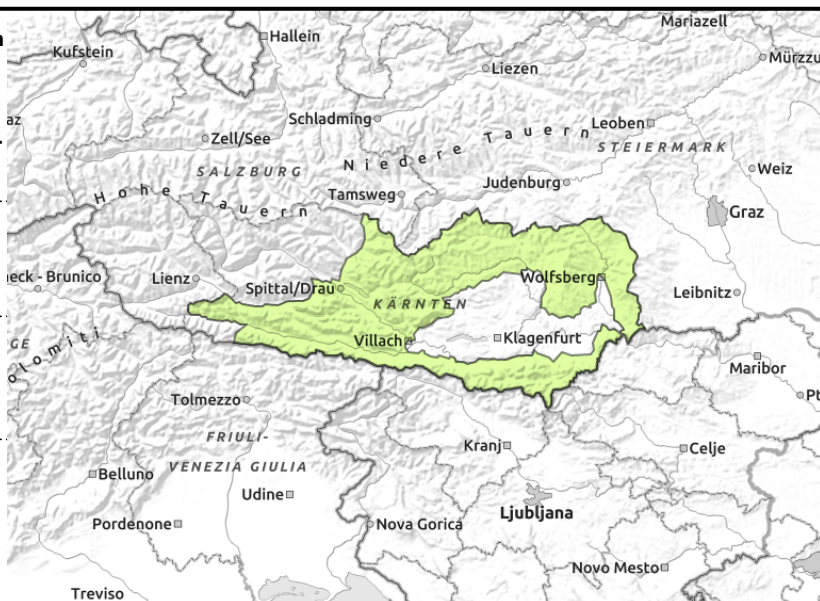 Mariazell
Hallein
Kufstein
Mürzzu
Liezen
Schladming
Leoben
Zell/See
Niedere Tauern
STEIERMARK
SALZBURG
Weiz
Judenburg
Tamsweg
Hohe Tauern
Graz
eck - Brunico
Lienz
Wolfsberg
Spittal/Drau
Leibnitz
KÄRNTEN
Villach
Klagenfurt
olomiti
Maribor
Tolmezzo
Pt
FRIULI-
VENEZIA GIULIA
Kranj
Celje
Belluno
Udine
Ljubljana
Pordenone
Nova Gorica
Novo Mesto
Treviso